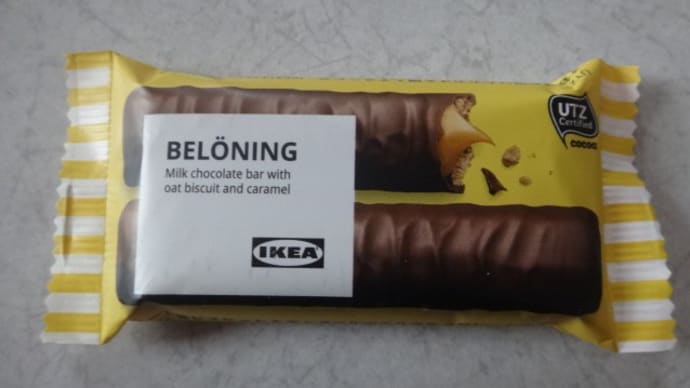 BELÖNING
Milk chocolate bar with
oat biscuit and caramel
IKEA
UTZ
Certified
COCOA